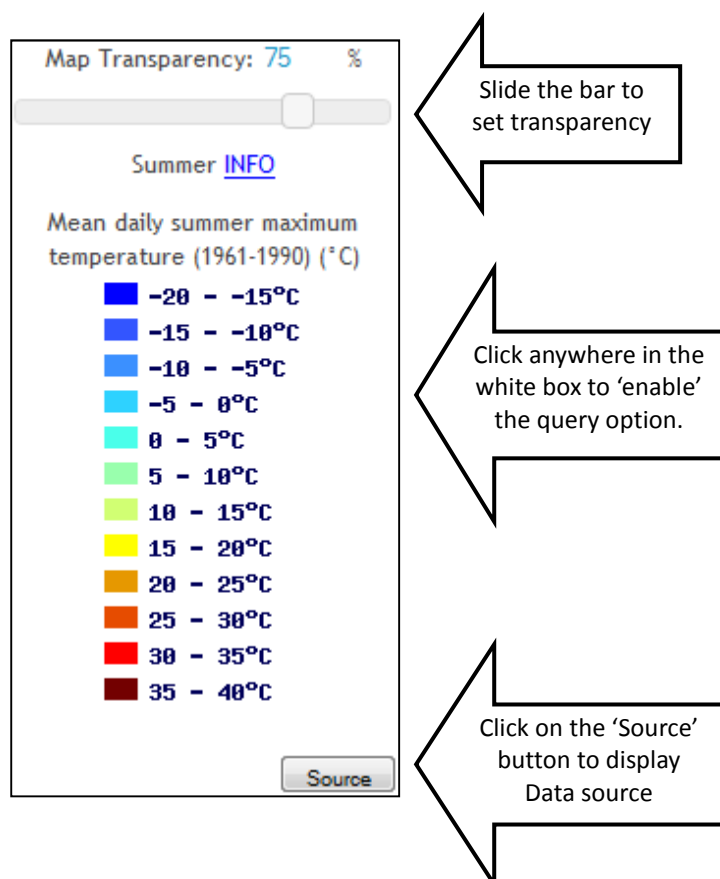 Map Transparency: 75 %
Slide the bar to
set transparency
Summer INFO
Mean daily summer maximum
temperature (1961-1990) (°C)
-20 - -15°C
-15 - -10°C
-10 - -5°C
-5 - 0°C
0 - 5°C
5 - 10°C
10 - 15°C
15 - 20°C
20 - 25°C
25 - 30°C
30 - 35°C
35 - 40°C
Click anywhere in the
white box to ‘enable’
the query option.
Source
Click on the ‘Source’
button to display
Data source